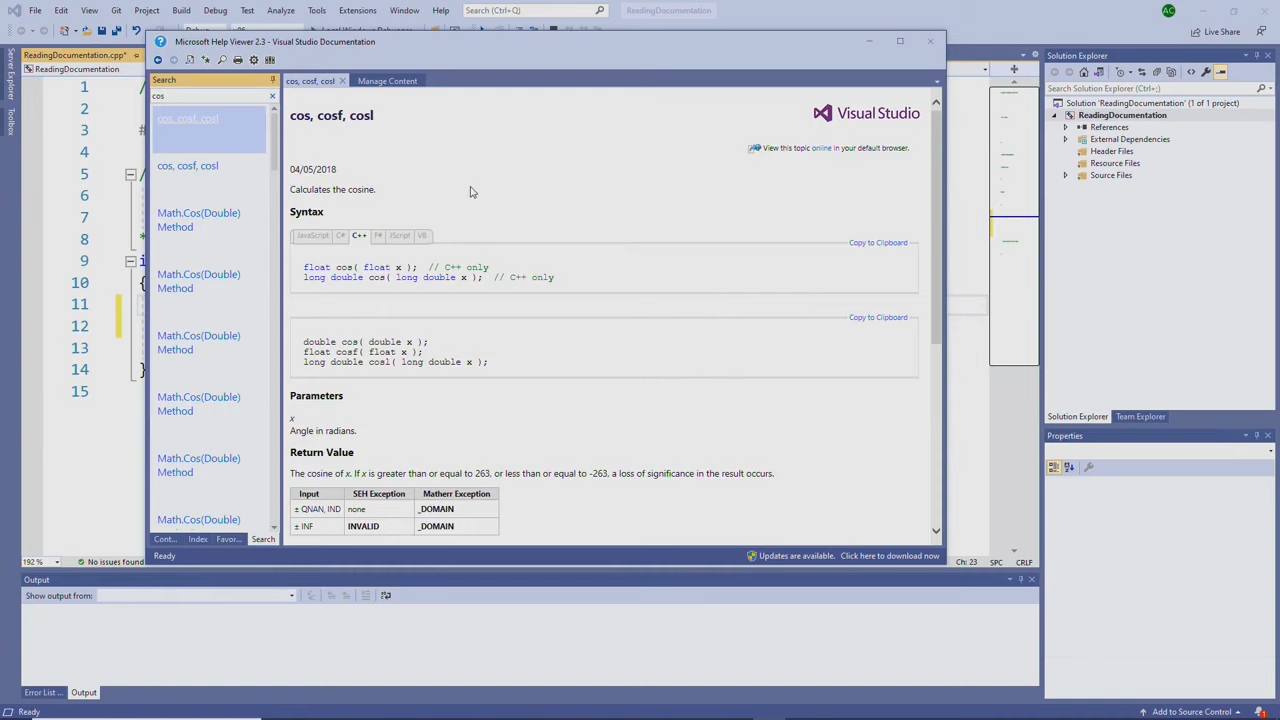 File Edit View Git Project Build Debug Test Analyze Tools Extensions Window Help Search (Ctrl+Q) ReadingDocumentation AC
Live Share
ReadingDocumentation.cpp*
ReadingDocumentation
Server Explorer
Toolbox
1
2
3
4
5
6
7
8
9
10
11
12
13
14
15
#
/
*
i
{
}
Microsoft Help Viewer 2.3 - Visual Studio Documentation
Search
cos
cos, cosf, cosl
cos, cosf, cosl
Math.Cos(Double)
Method
Math.Cos(Double)
Method
Math.Cos(Double)
Method
Math.Cos(Double)
Method
Math.Cos(Double)
Method
Math.Cos(Double)
Cont... Index Favor... Search
cos, cosf, cosl Manage Content
cos, cosf, cosl
Visual Studio
View this topic online in your default browser.
04/05/2018
Calculates the cosine.
Syntax
JavaScript C# C++ F# JScript VB
Copy to Clipboard
float cos( float x ); // C++ only
long double cos( long double x ); // C++ only
Copy to Clipboard
double cos( double x );
float cosf( float x );
long double cosl( long double x );
Parameters
x
Angle in radians.
Return Value
The cosine of x. If x is greater than or equal to 263, or less than or equal to -263, a loss of significance in the result occurs.
Input SEH Exception Matherr Exception
± QNAN, IND none _DOMAIN
± INF INVALID _DOMAIN
Ready
Updates are available. Click here to download now
192 % No issues found
Ch: 23 SPC CRLF
Output
Show output from:
Error List ... Output
Ready
Solution Explorer
Search Solution Explorer (Ctrl+;)
Solution 'ReadingDocumentation' (1 of 1 project)
ReadingDocumentation
References
External Dependencies
Header Files
Resource Files
Source Files
Solution Explorer Team Explorer
Properties
Add to Source Control